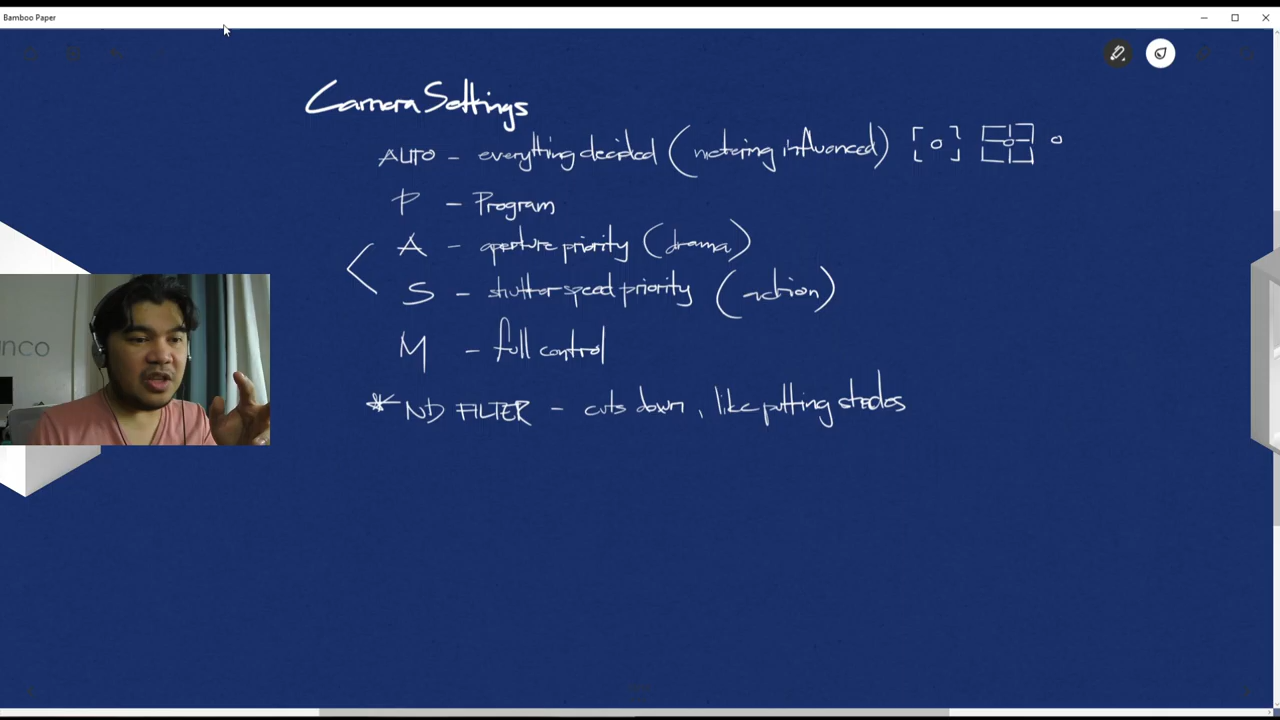 Bamboo Paper
Camera Settings
AUTO - everything decided (metering influenced)
P - Program
A - aperture priority (drama)
S - shutter speed priority (action)
M - full control
* ND FILTER - cuts down, like putting shades
nco